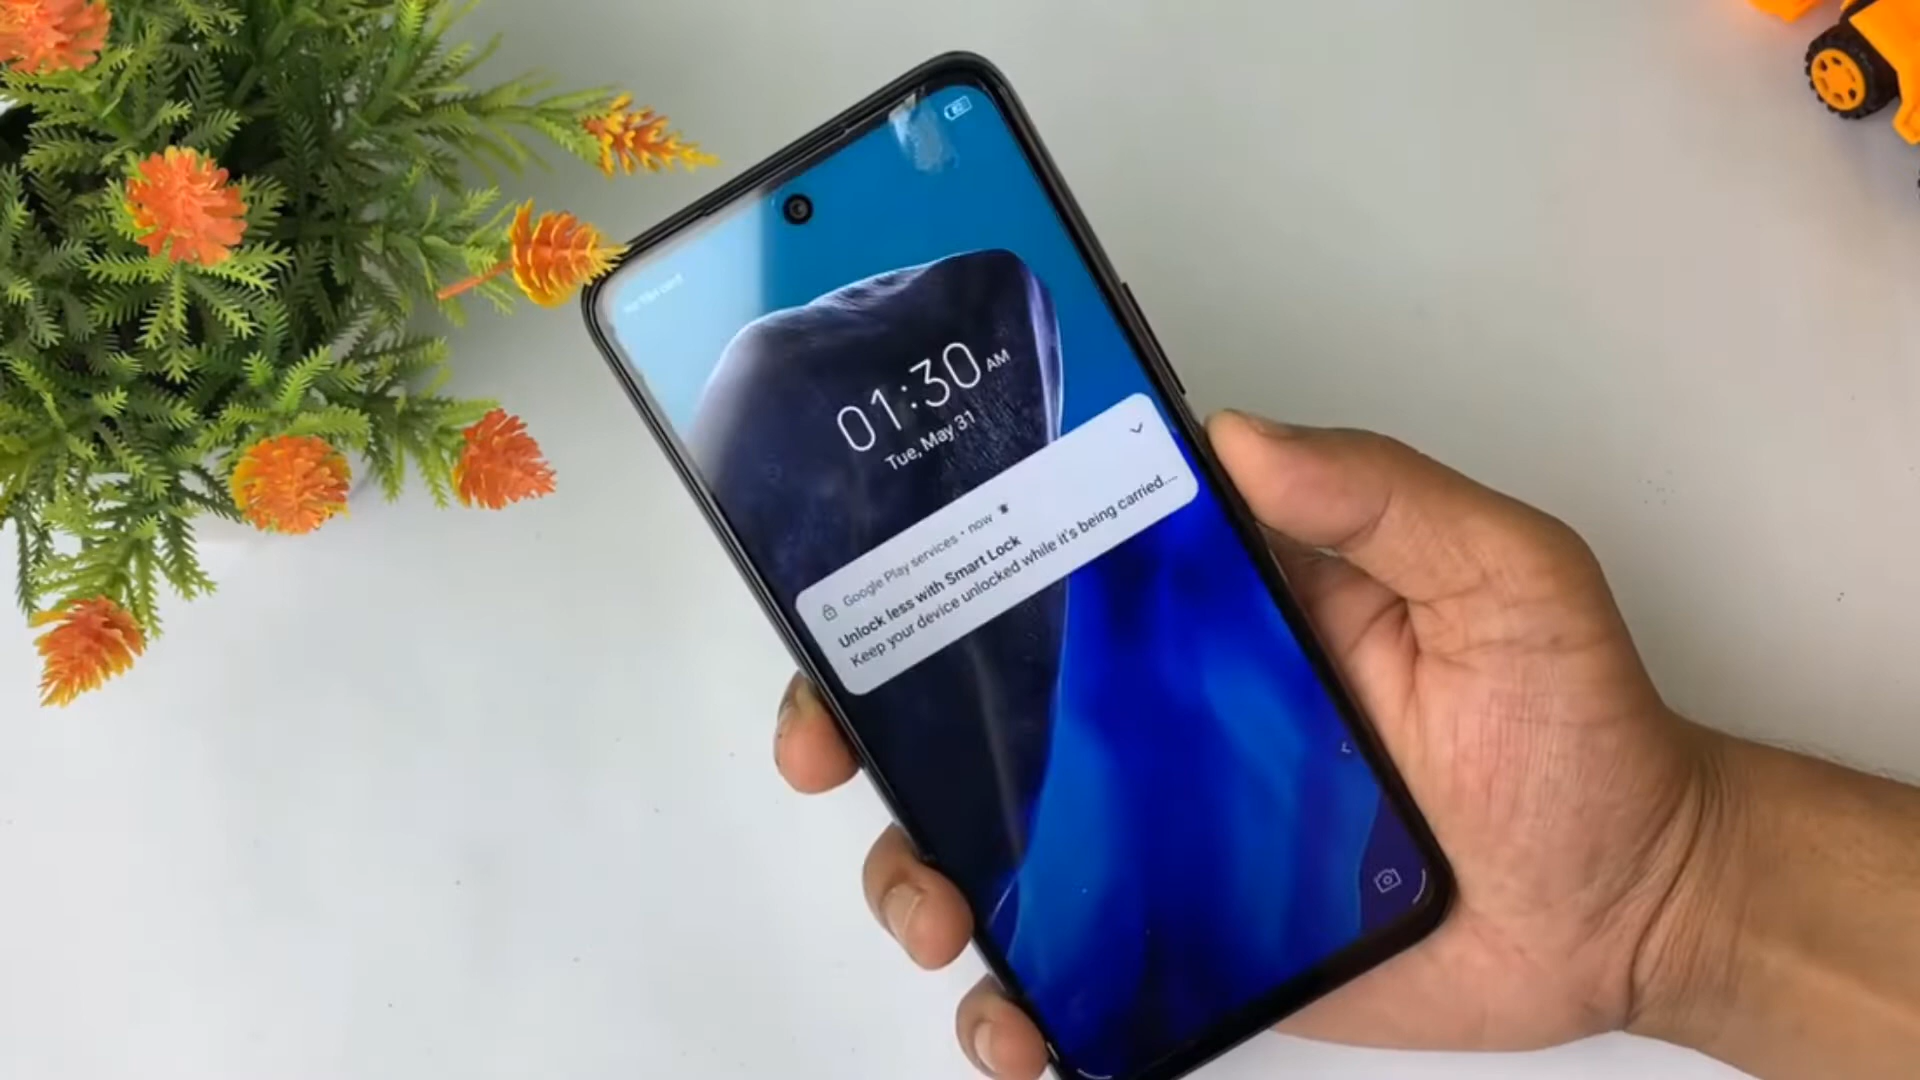 01:30 AM
Tue, May 31
Google Play services • now
Unlock less with Smart Lock
Keep your device unlocked while it's being carried....